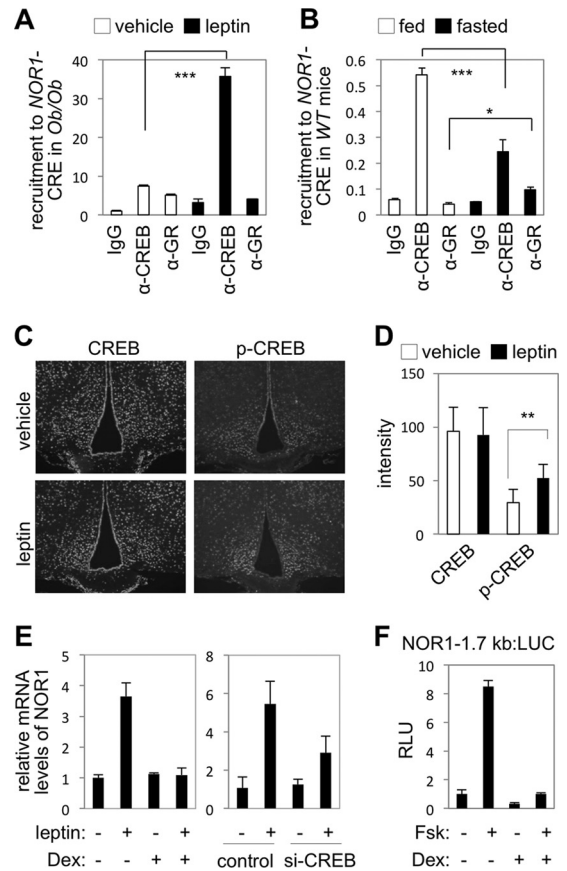 A
vehicle leptin
recruitment to NOR1-
CRE in Ob/Ob
40
30
20
10
0
***
IgG
α-CREB
α-GR
IgG
α-CREB
α-GR
B
fed fasted
recruitment to NOR1-
CRE in WT mice
0.6
0.5
0.4
0.3
0.2
0.1
0
***
*
IgG
α-CREB
α-GR
IgG
α-CREB
α-GR
C
CREB p-CREB
vehicle
leptin
D
vehicle leptin
intensity
150
100
50
0
**
CREB
p-CREB
E
relative mRNA
levels of NOR1
5
4
3
2
1
0
8
6
4
2
0
leptin: - + - + - + - +
Dex: - - + + control si-CREB
F
NOR1-1.7 kb:LUC
RLU
10
8
6
4
2
0
Fsk: - + - +
Dex: - - + +